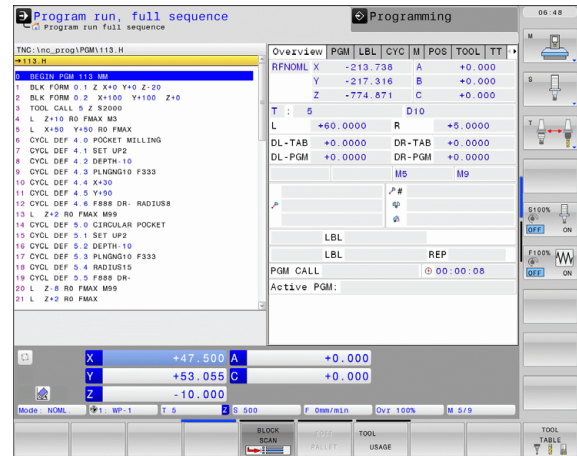 Program run, full sequence
Program run full sequence
Programming
06:48
TNC:\nc_prog\PGM\113.H
→113.H
0 BEGIN PGM 113 MM
1 BLK FORM 0.1 Z X+0 Y+0 Z-20
2 BLK FORM 0.2 X+100 Y+100 Z+0
3 TOOL CALL 5 Z S2000
4 L Z+10 R0 FMAX M3
5 L X+50 Y+50 R0 FMAX
6 CYCL DEF 4.0 POCKET MILLING
7 CYCL DEF 4.1 SET UP2
8 CYCL DEF 4.2 DEPTH-10
9 CYCL DEF 4.3 PLNGNG10 F333
10 CYCL DEF 4.4 X+30
11 CYCL DEF 4.5 Y+90
12 CYCL DEF 4.6 F888 DR- RADIUS8
13 L Z+2 R0 FMAX M99
14 CYCL DEF 5.0 CIRCULAR POCKET
15 CYCL DEF 5.1 SET UP2
16 CYCL DEF 5.2 DEPTH-10
17 CYCL DEF 5.3 PLNGNG10 F333
18 CYCL DEF 5.4 RADIUS15
19 CYCL DEF 5.5 F888 DR-
20 L Z-8 R0 FMAX M99
21 L Z+2 R0 FMAX
Overview PGM LBL CYC M POS TOOL TT
RFNOML X -213.738 A +0.000
Y -217.316 B +0.000
Z -774.871 C +0.000
T : 5 D10
L +60.0000 R +5.0000
DL-TAB +0.0000 DR-TAB +0.0000
DL-PGM +0.0000 DR-PGM +0.0000
M5 M9
P #
P
LBL
LBL REP
PGM CALL 00:00:08
Active PGM:
X +47.500 A +0.000
Y +53.055 C +0.000
Z -10.000
Mode: NOML. 1: WP-1 T 5 Z S 500 F 0mm/min Ovr 100% M 5/9
BLOCK SCAN
TOOL USAGE
TOOL TABLE
M
S
T
S100%
OFF ON
F100%
OFF ON